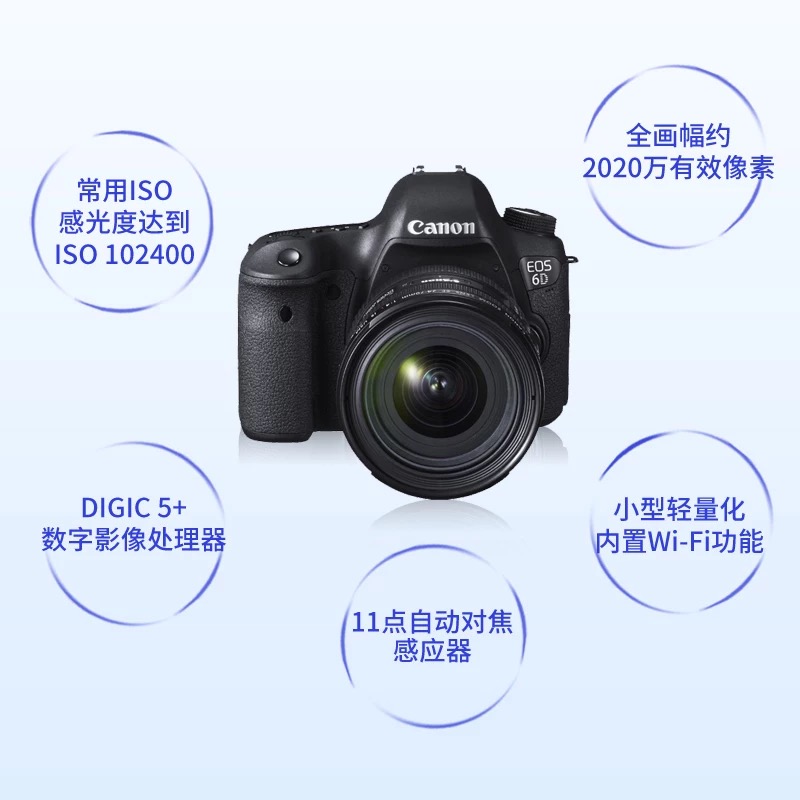 全画幅约
2020万有效像素
常用ISO
感光度达到
ISO 102400
Canon
EOS
6D
DIGIC 5+
数字影像处理器
小型轻量化
内置Wi-Fi功能
11点自动对焦
感应器